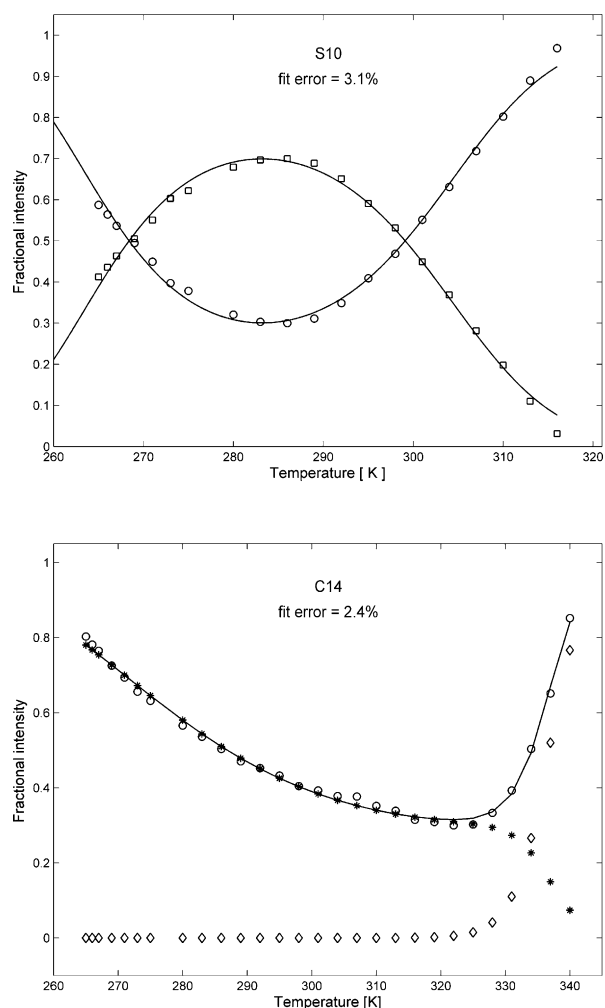 S10
fit error = 3.1%
Fractional intensity
1
0.9
0.8
0.7
0.6
0.5
0.4
0.3
0.2
0.1
0
260 270 280 290 300 310 320
Temperature [ K ]
C14
fit error = 2.4%
Fractional intensity
1
0.8
0.6
0.4
0.2
0
260 270 280 290 300 310 320 330 340
Temperature [K]